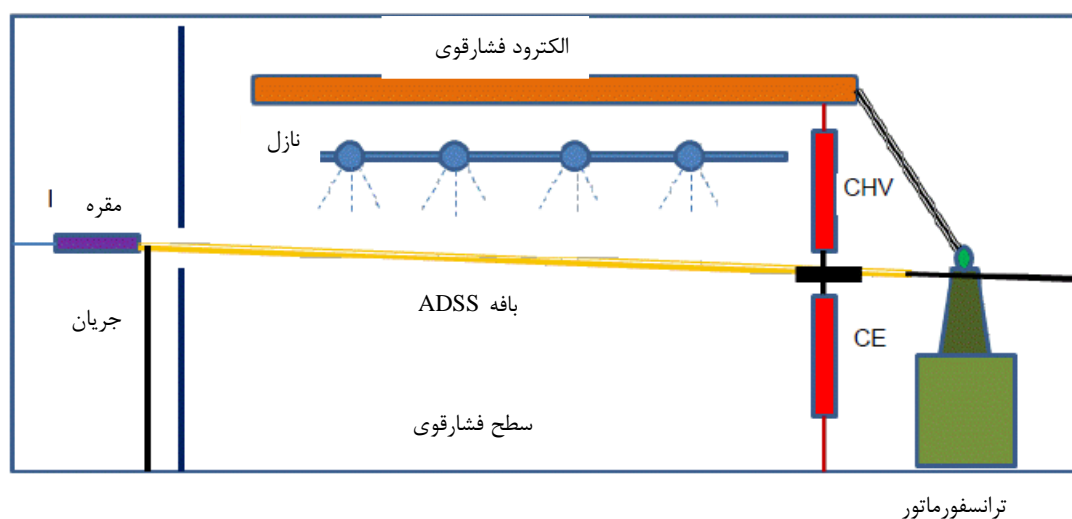 الکترود فشارقوی
نازل
CHV
مقره
I
جریان
بافه ADSS
CE
سطح فشارقوی
ترانسفورماتور